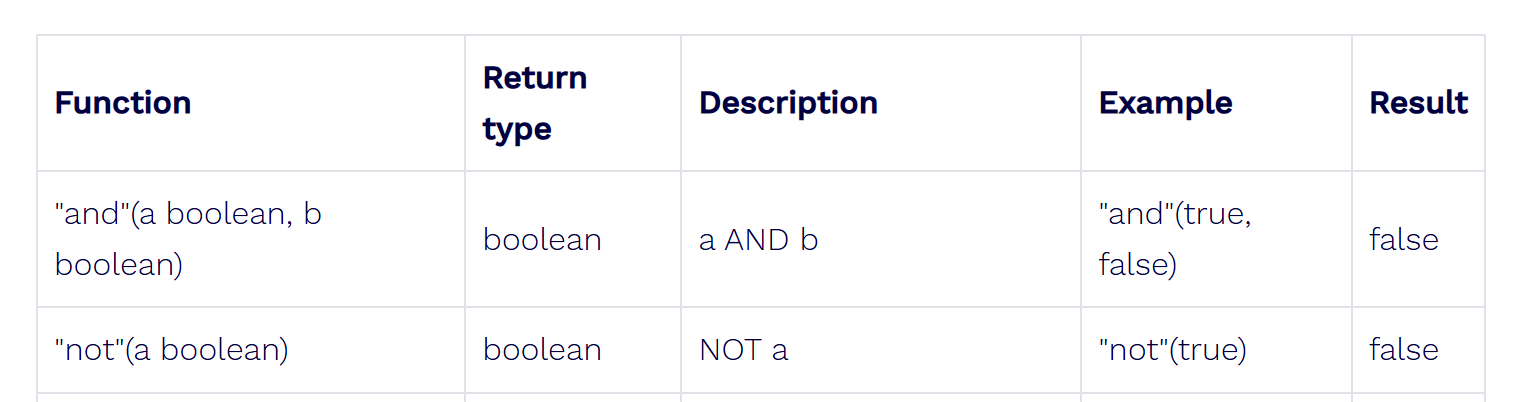 Function
Return
type
Description
Example
Result
"and"(a boolean, b
boolean)
boolean
a AND b
"and"(true,
false)
false
"not"(a boolean)
boolean
NOT a
"not"(true)
false